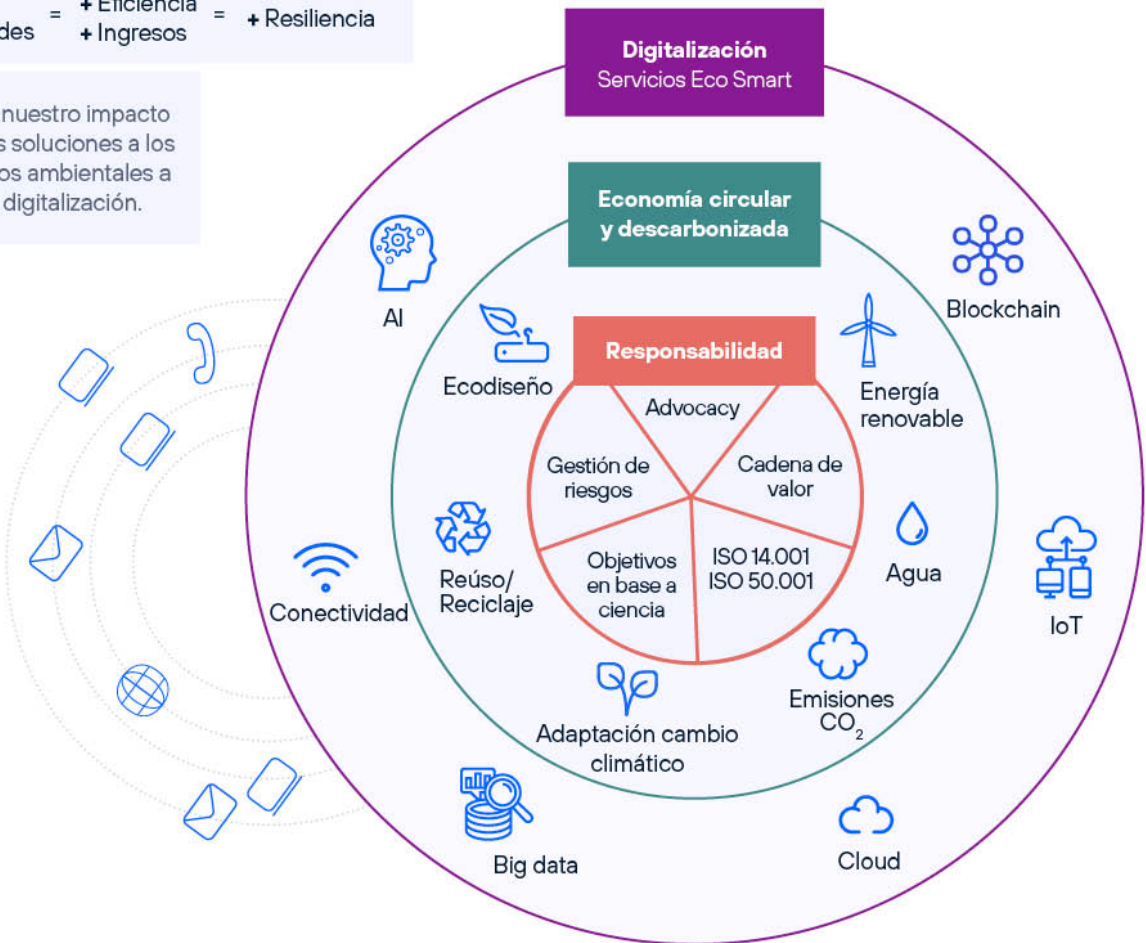 + Eficiencia
= + Ingresos = + Resiliencia
nuestro impacto
soluciones a los
ambientales a
digitalización.
Digitalización
Servicios Eco Smart
Economía circular
y descarbonizada
Responsabilidad
Advocacy
Gestión de
riesgos
Cadena de
valor
Objetivos
en base a
ciencia
ISO 14.001
ISO 50.001
AI
Ecodiseño
Energía
renovable
Blockchain
Reúso/
Reciclaje
Agua
Conectividad
IoT
Emisiones
CO₂
Adaptación cambio
climático
Big data
Cloud